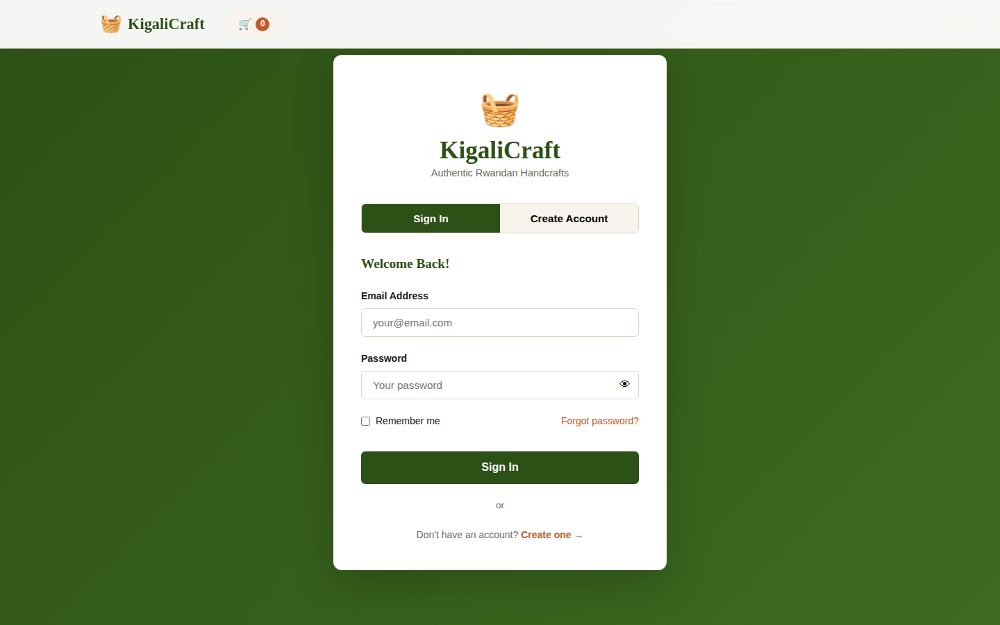 KigaliCraft
0
KigaliCraft
Authentic Rwandan Handcrafts
Sign In
Create Account
Welcome Back!
Email Address
your@email.com
Password
Your password
Remember me
Forgot password?
Sign In
or
Don't have an account? Create one →